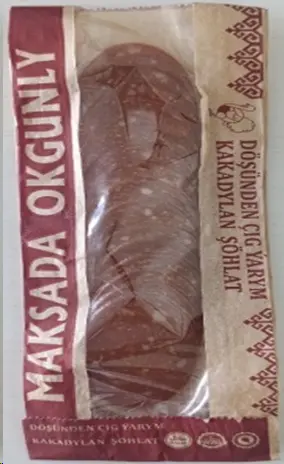 MAKSADA OKGUNLY
DÖŞÜNDEN ÇIG ÝARYM
KAKADYLAN ŞÖHLAT
DÖŞÜNDEN ÇIG ÝARYM
KAKADYLAN ŞÖHLAT